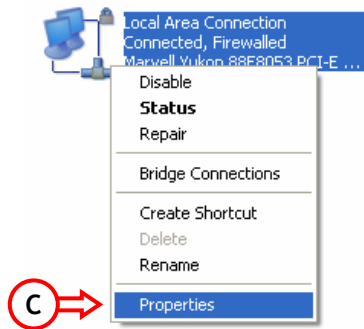 Local Area Connection
Connected, Firewalled
Marvell Yukon 88E8053 PCI-E ...
Disable
Status
Repair
Bridge Connections
Create Shortcut
Delete
Rename
C
Properties